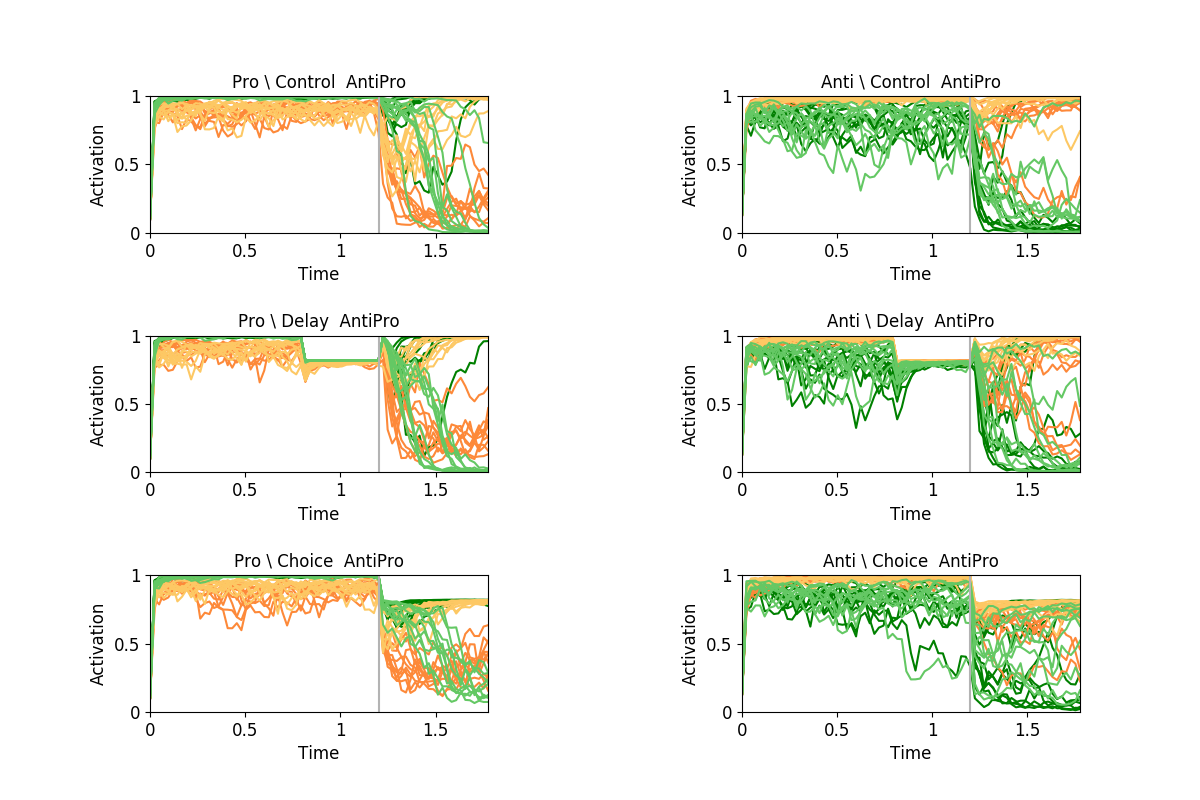 Pro \ Control  AntiPro
Anti \ Control  AntiPro
1
0.5
0
Activation
0
0.5
1
1.5
Time
1
0.5
0
Activation
0
0.5
1
1.5
Time
Pro \ Delay  AntiPro
Anti \ Delay  AntiPro
1
0.5
0
Activation
0
0.5
1
1.5
Time
1
0.5
0
Activation
0
0.5
1
1.5
Time
Pro \ Choice  AntiPro
Anti \ Choice  AntiPro
1
0.5
0
Activation
0
0.5
1
1.5
Time
1
0.5
0
Activation
0
0.5
1
1.5
Time